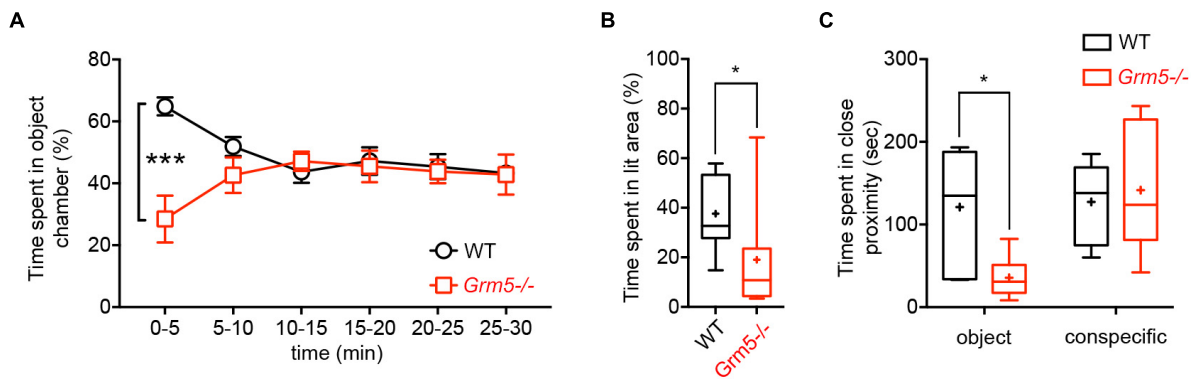 A
Time spent in object
chamber (%)
80
60
40
20
0
***
WT
Grm5-/-
0-5
5-10
10-15
15-20
20-25
25-30
time (min)
B
Time spent in lit area (%)
100
80
60
40
20
0
*
WT
Grm5-/-
C
Time spent in close
proximity (sec)
300
200
100
0
*
WT
Grm5-/-
object
conspecific